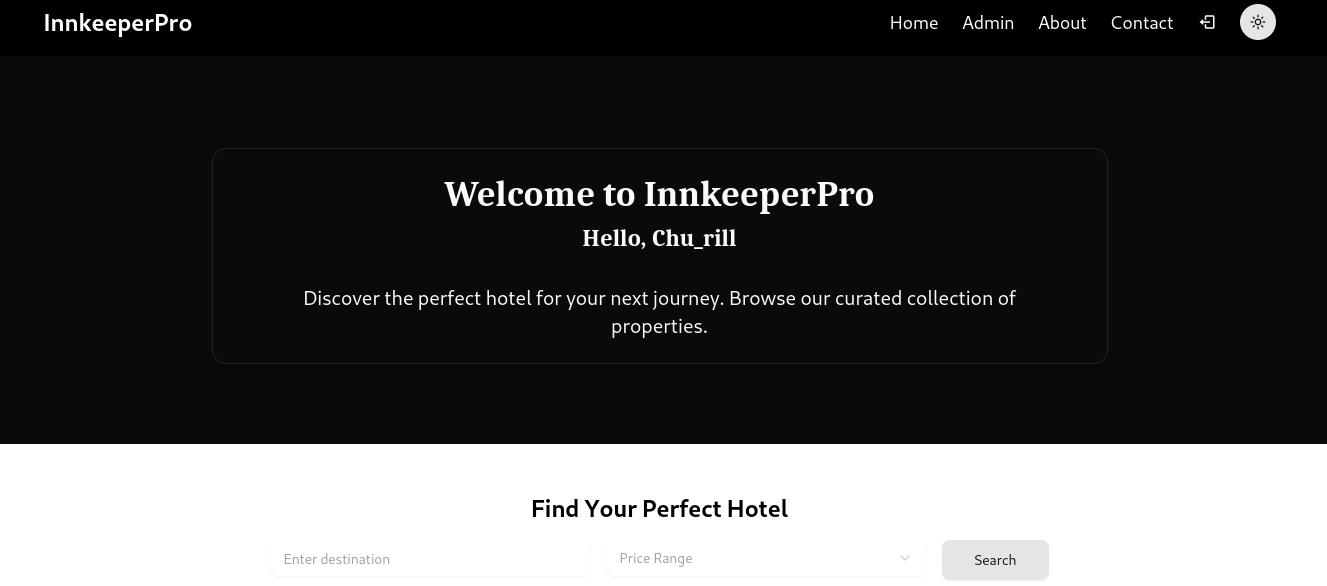 InnkeeperPro
Home Admin About Contact
Welcome to InnkeeperPro
Hello, Chu_rill
Discover the perfect hotel for your next journey. Browse our curated collection of
properties.
Find Your Perfect Hotel
Enter destination Price Range Search